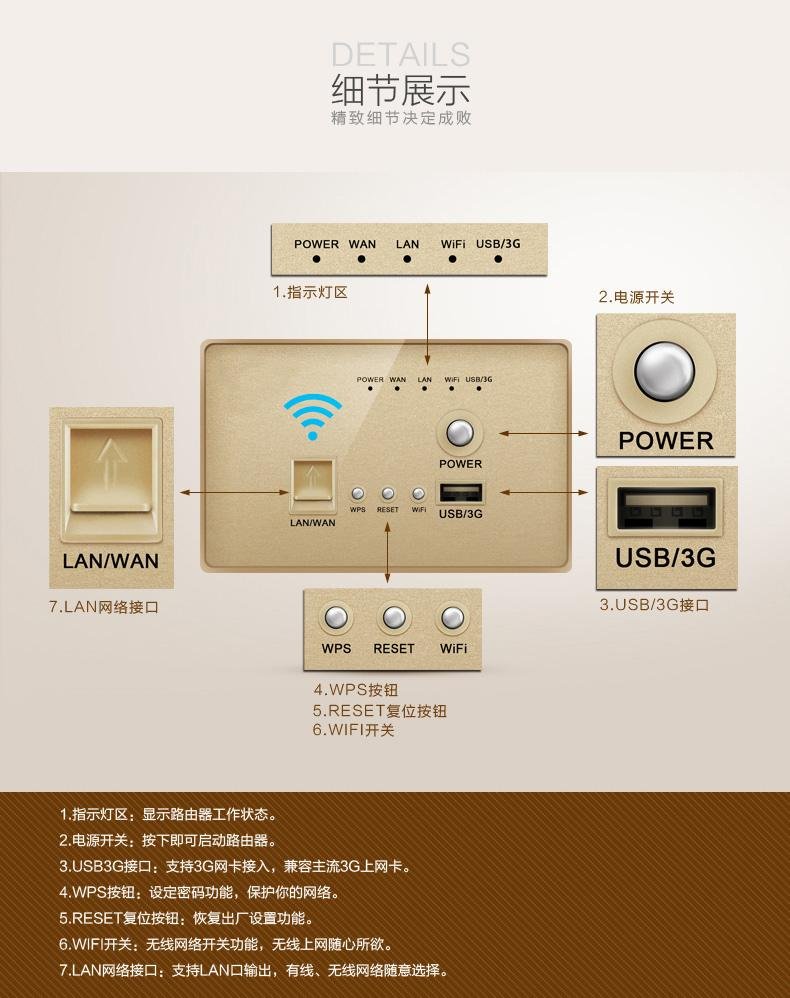 DETAILS
细节展示
精致细节决定成败
POWER WAN LAN WiFi USB/3G
1.指示灯区
2.电源开关
POWER WAN LAN WiFi USB/3G
POWER
POWER
LAN/WAN
WPS RESET WiFi
USB/3G
LAN/WAN
USB/3G
7.LAN网络接口
3.USB/3G接口
WPS RESET WiFi
4.WPS按钮
5.RESET复位按钮
6.WIFI开关
1.指示灯区：显示路由器工作状态。
2.电源开关：按下即可启动路由器。
3.USB3G接口：支持3G网卡接入，兼容主流3G上网卡。
4.WPS按钮：设定密码功能，保护你的网络。
5.RESET复位按钮：恢复出厂设置功能。
6.WIFI开关：无线网络开关功能，无线上网随心所欲。
7.LAN网络接口：支持LAN口输出，有线、无线网络随意选择。